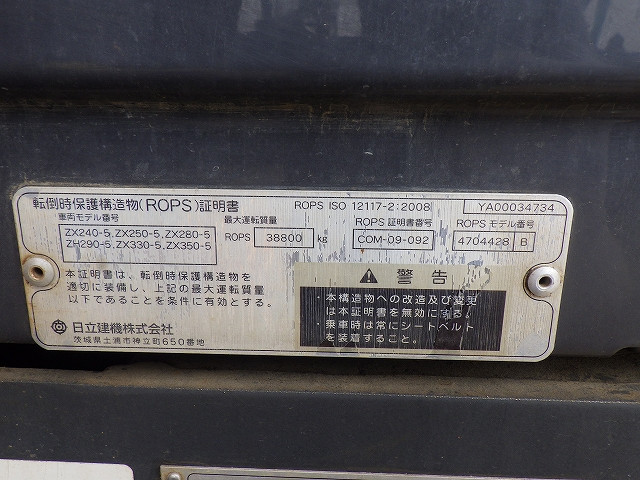 転倒時保護構造物(ROPS)証明書
ROPS ISO 12117-2:2008
YA00034734
車両モデル番号
最大運転質量
ROPS 証明書番号
ROPS モデル番号
ZX240-5,ZX250-5,ZX280-5
ZH290-5,ZX330-5,ZX350-5
ROPS 38800 kg
COM-09-092
4704428 B
本証明書は、転倒時保護構造物を
適切に装備し、上記の最大運転質量
以下であることを条件に有効とする。
日立建機株式会社
茨城県土浦市神立町650番地
警告
・本構造物への改造及び変更
は本証明書を無効にする。
・乗車時は常にシートベルト
を装着すること。